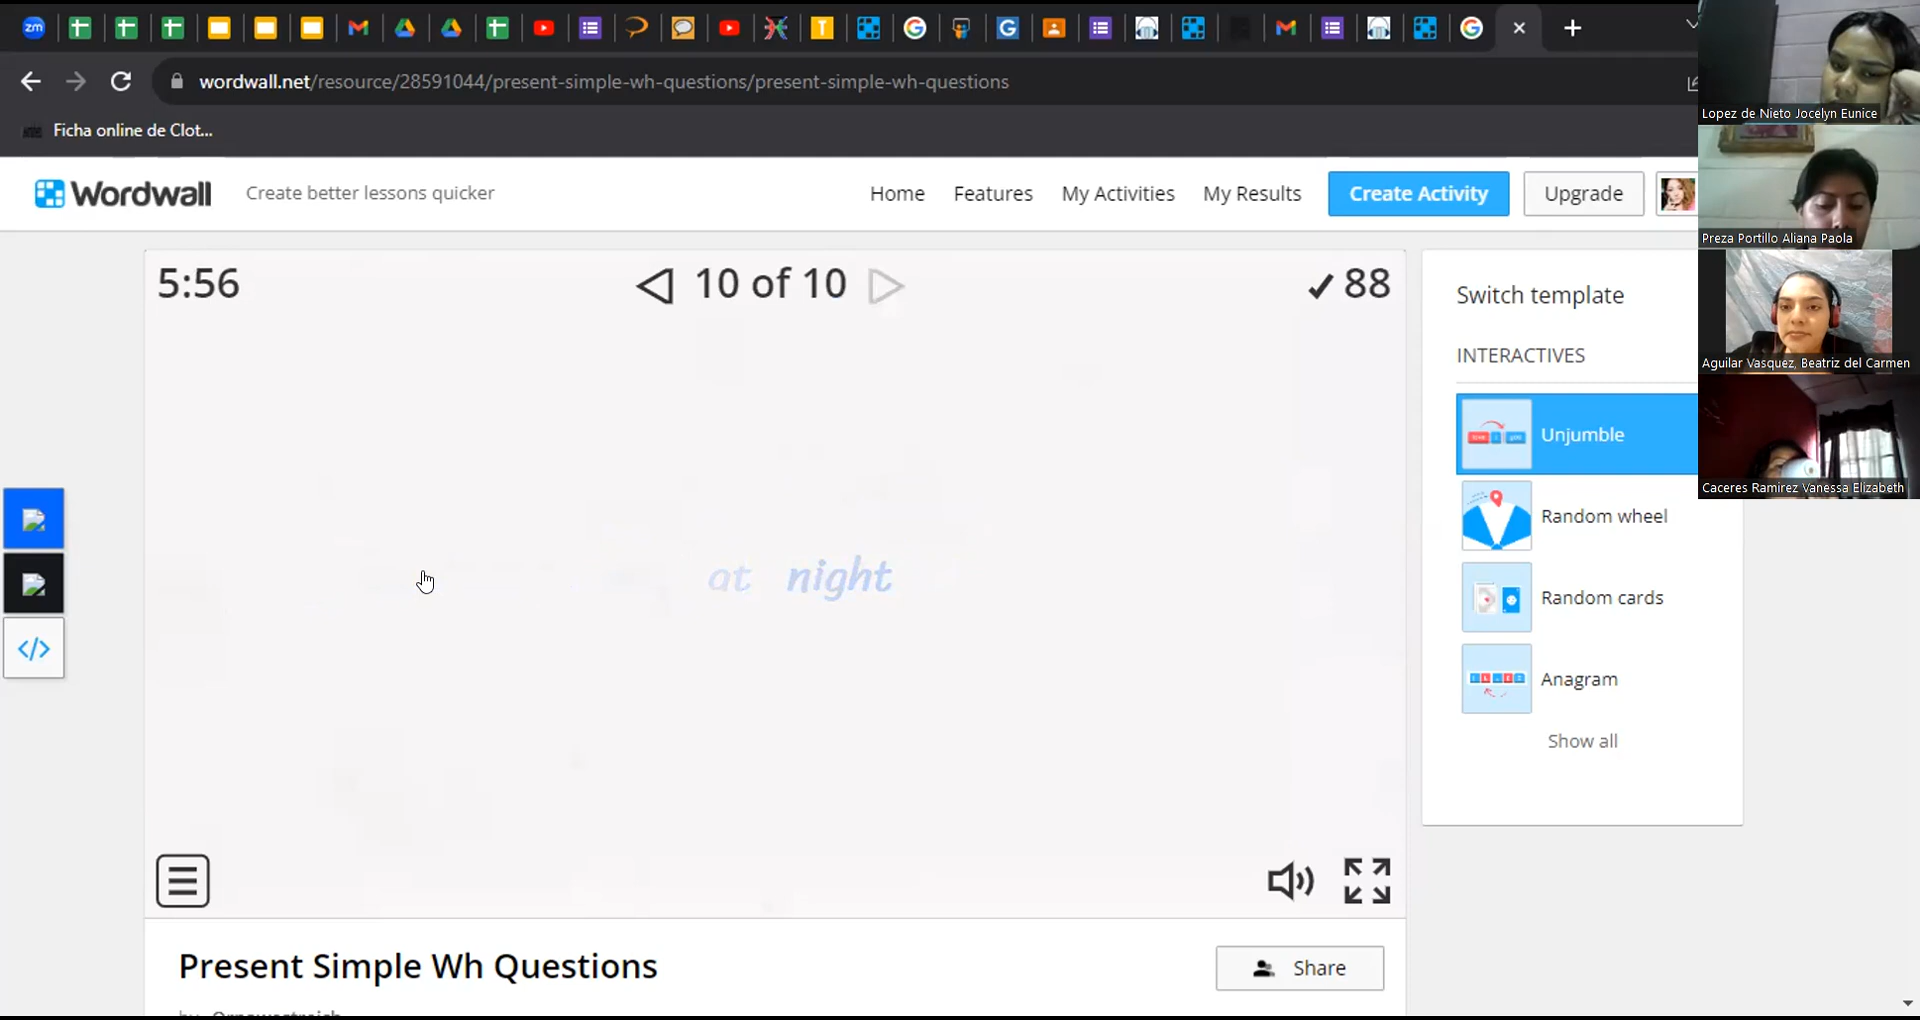 zm
wordwall.net/resource/28591044/present-simple-wh-questions/present-simple-wh-questions
Ficha online de Clot...
Wordwall
Create better lessons quicker
Home
Features
My Activities
My Results
Create Activity
Upgrade
5:56
10 of 10
88
at night
Switch template
INTERACTIVES
Unjumble
Random wheel
Random cards
Anagram
Show all
</>
Present Simple Wh Questions
Share
Lopez de Nieto Jocelyn Eunice
Preza Portillo Aliana Paola
Aguilar Vasquez, Beatriz del Carmen
Caceres Ramirez Vanessa Elizabeth